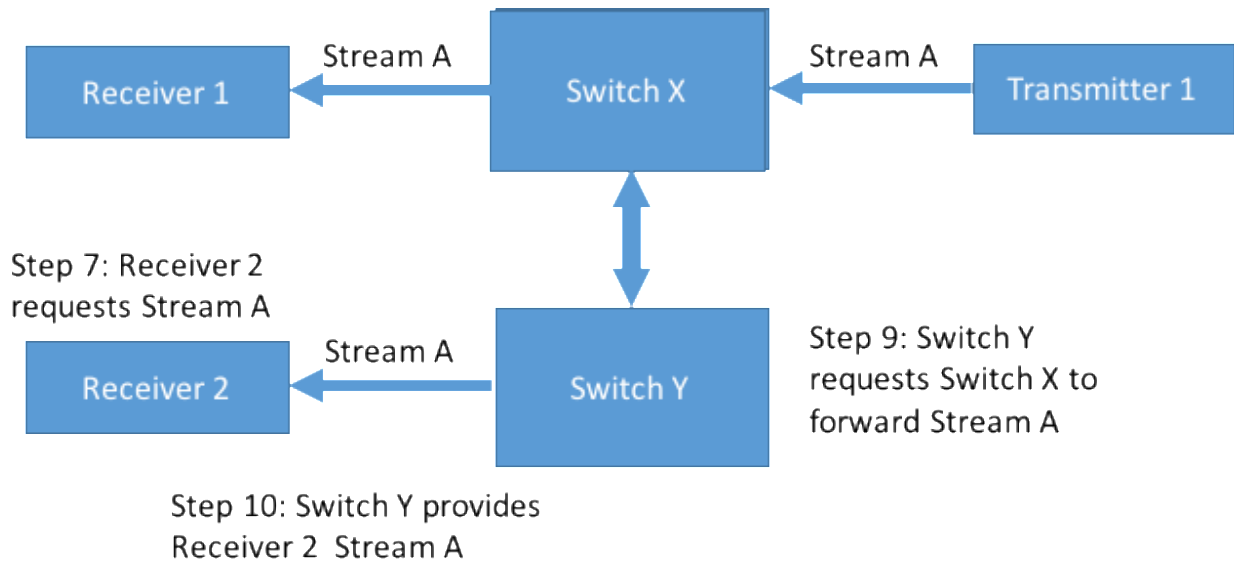 Stream A
Stream A
Receiver 1
Switch X
Transmitter 1
Step 7: Receiver 2
requests Stream A
Stream A
Receiver 2
Switch Y
Step 9: Switch Y
requests Switch X to
forward Stream A
Step 10: Switch Y provides
Receiver 2 Stream A